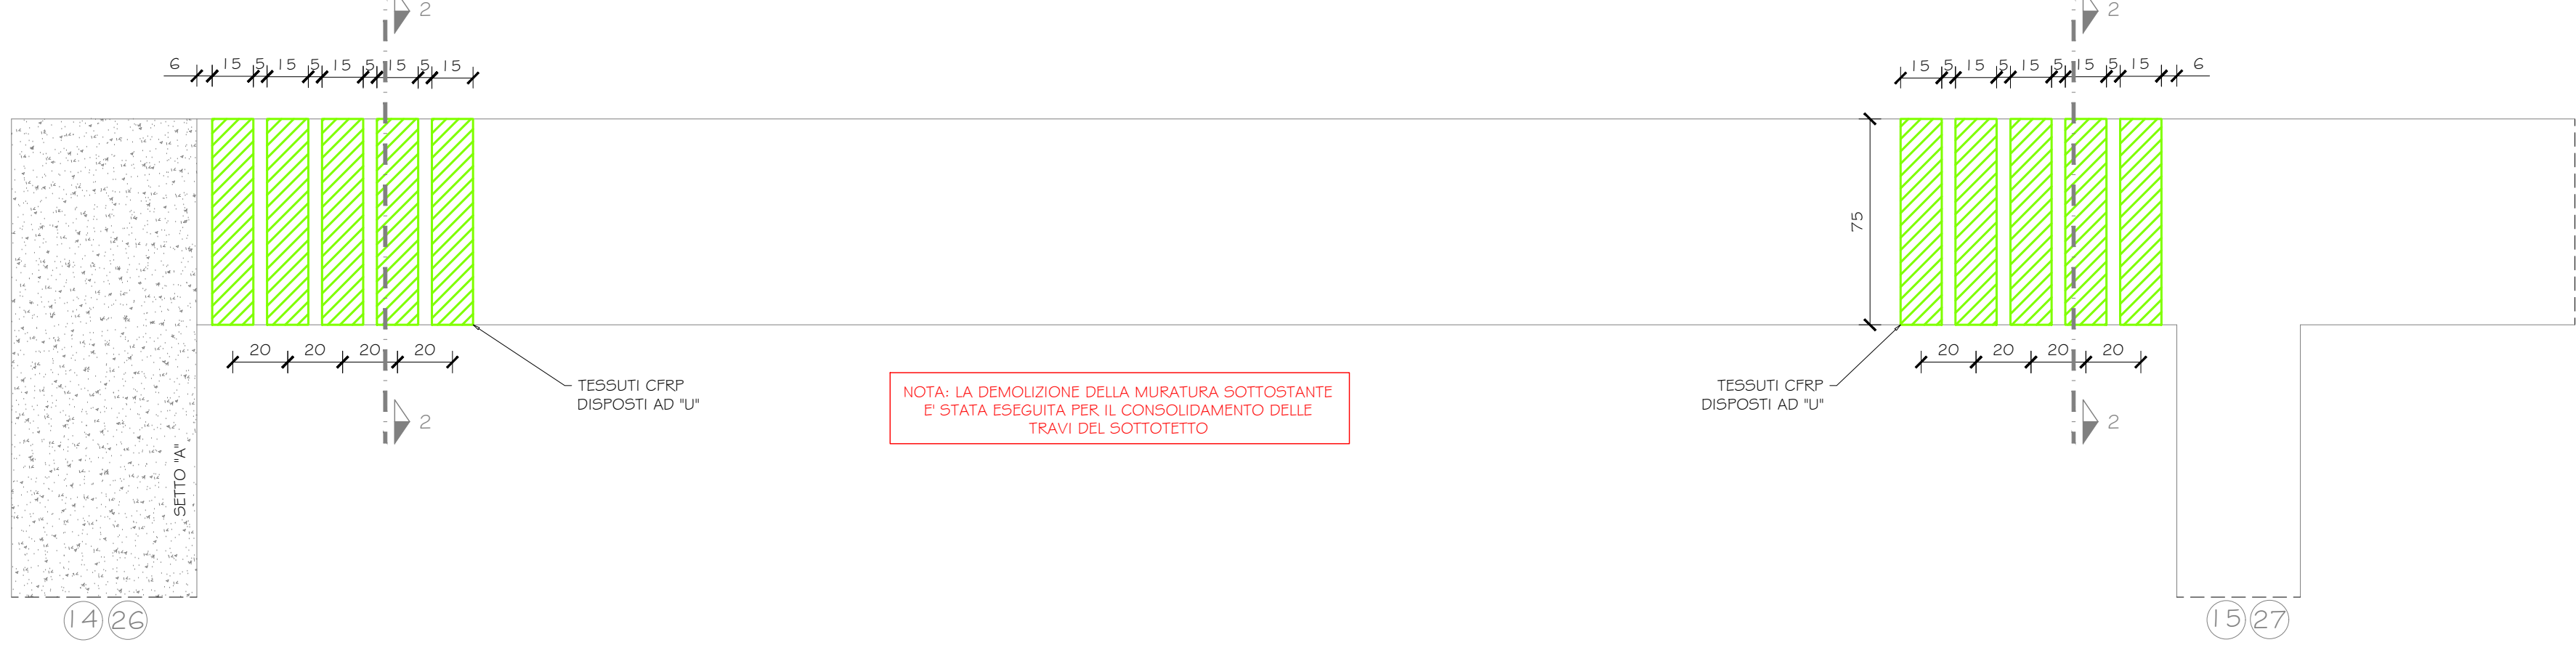 2
2
6 15 5 15 5 15 5 15 5 15
15 5 15 5 15 5 15 5 15 6
75
20 20 20 20
20 20 20 20
TESSUTI CFRP
DISPOSTI AD "U"
NOTA: LA DEMOLIZIONE DELLA MURATURA SOTTOSTANTE
E' STATA ESEGUITA PER IL CONSOLIDAMENTO DELLE
TRAVI DEL SOTTOTETTO
TESSUTI CFRP
DISPOSTI AD "U"
2
2
SETTO "A"
14 26
15 27